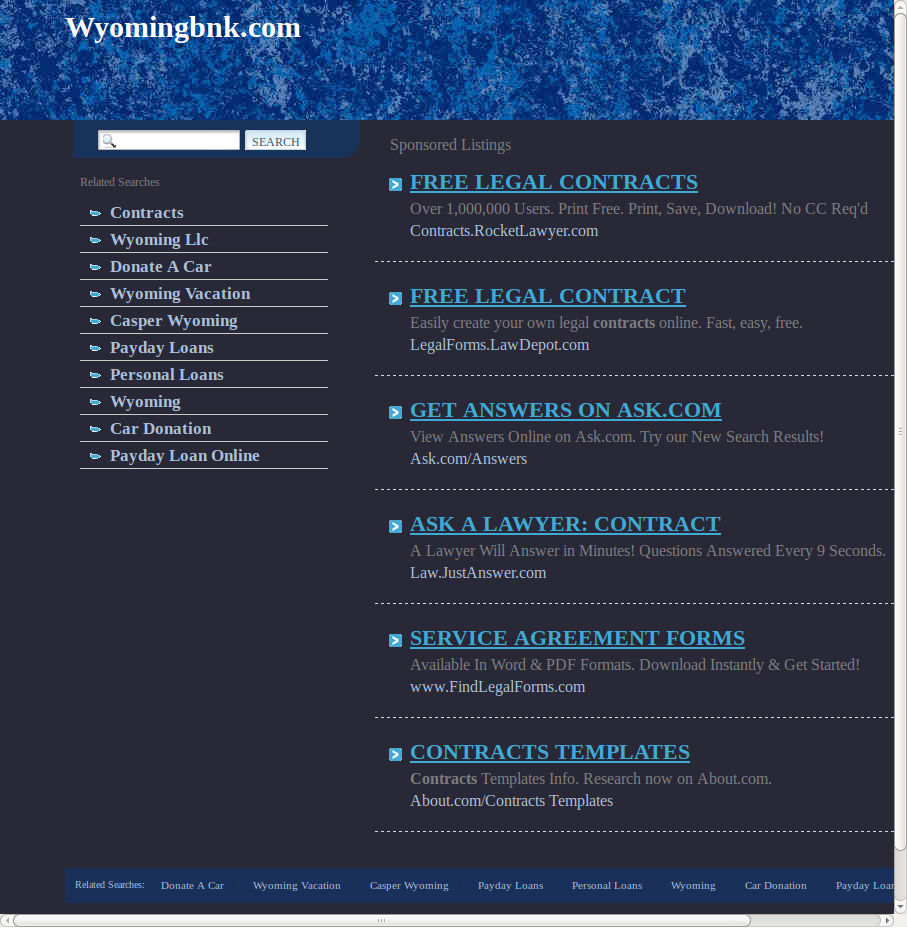 Wyomingbnk.com
SEARCH
Related Searches
Contracts
Wyoming Llc
Donate A Car
Wyoming Vacation
Casper Wyoming
Payday Loans
Personal Loans
Wyoming
Car Donation
Payday Loan Online
Sponsored Listings
FREE LEGAL CONTRACTS
Over 1,000,000 Users. Print Free. Print, Save, Download! No CC Req'd
Contracts.RocketLawyer.com
FREE LEGAL CONTRACT
Easily create your own legal contracts online. Fast, easy, free.
LegalForms.LawDepot.com
GET ANSWERS ON ASK.COM
View Answers Online on Ask.com. Try our New Search Results!
Ask.com/Answers
ASK A LAWYER: CONTRACT
A Lawyer Will Answer in Minutes! Questions Answered Every 9 Seconds.
Law.JustAnswer.com
SERVICE AGREEMENT FORMS
Available In Word & PDF Formats. Download Instantly & Get Started!
www.FindLegalForms.com
CONTRACTS TEMPLATES
Contracts Templates Info. Research now on About.com.
About.com/Contracts Templates
Related Searches: Donate A Car Wyoming Vacation Casper Wyoming Payday Loans Personal Loans Wyoming Car Donation Payday